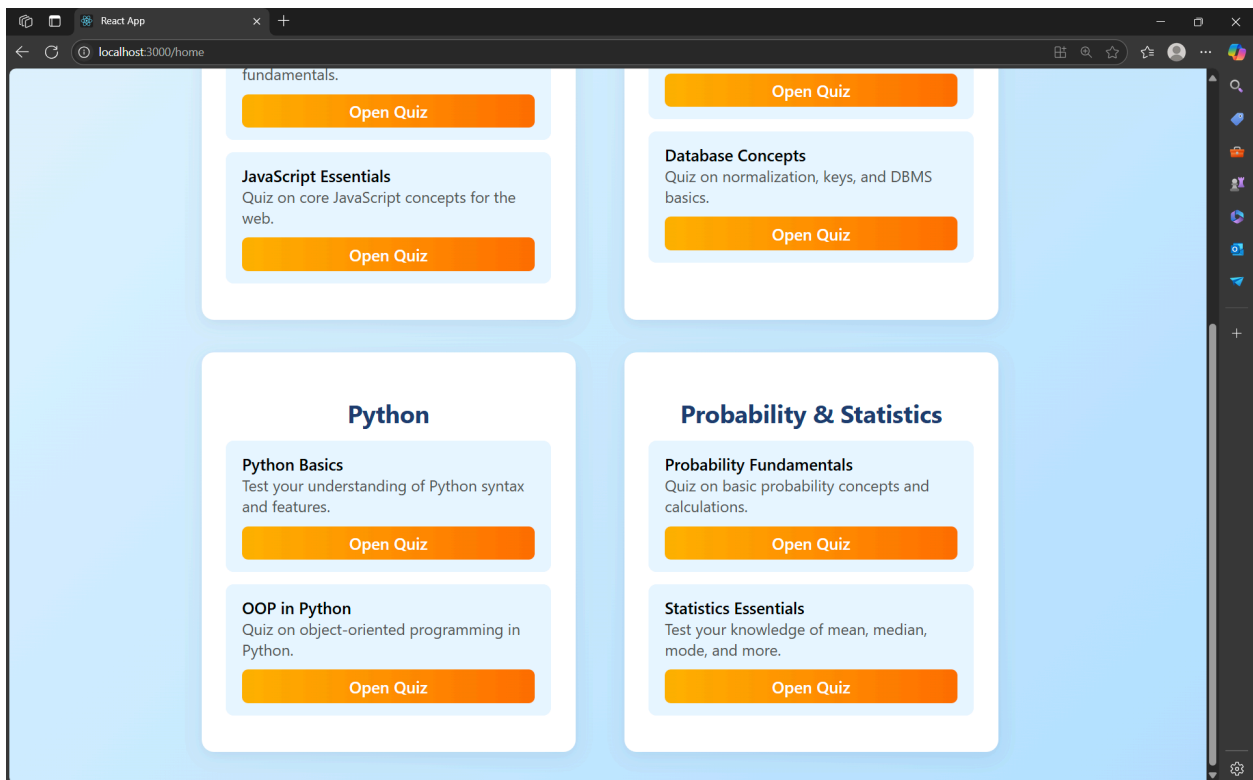 React App
localhost:3000/home
fundamentals.
Open Quiz
JavaScript Essentials
Quiz on core JavaScript concepts for the
web.
Open Quiz
Open Quiz
Database Concepts
Quiz on normalization, keys, and DBMS
basics.
Open Quiz
Python
Python Basics
Test your understanding of Python syntax
and features.
Open Quiz
OOP in Python
Quiz on object-oriented programming in
Python.
Open Quiz
Probability & Statistics
Probability Fundamentals
Quiz on basic probability concepts and
calculations.
Open Quiz
Statistics Essentials
Test your knowledge of mean, median,
mode, and more.
Open Quiz